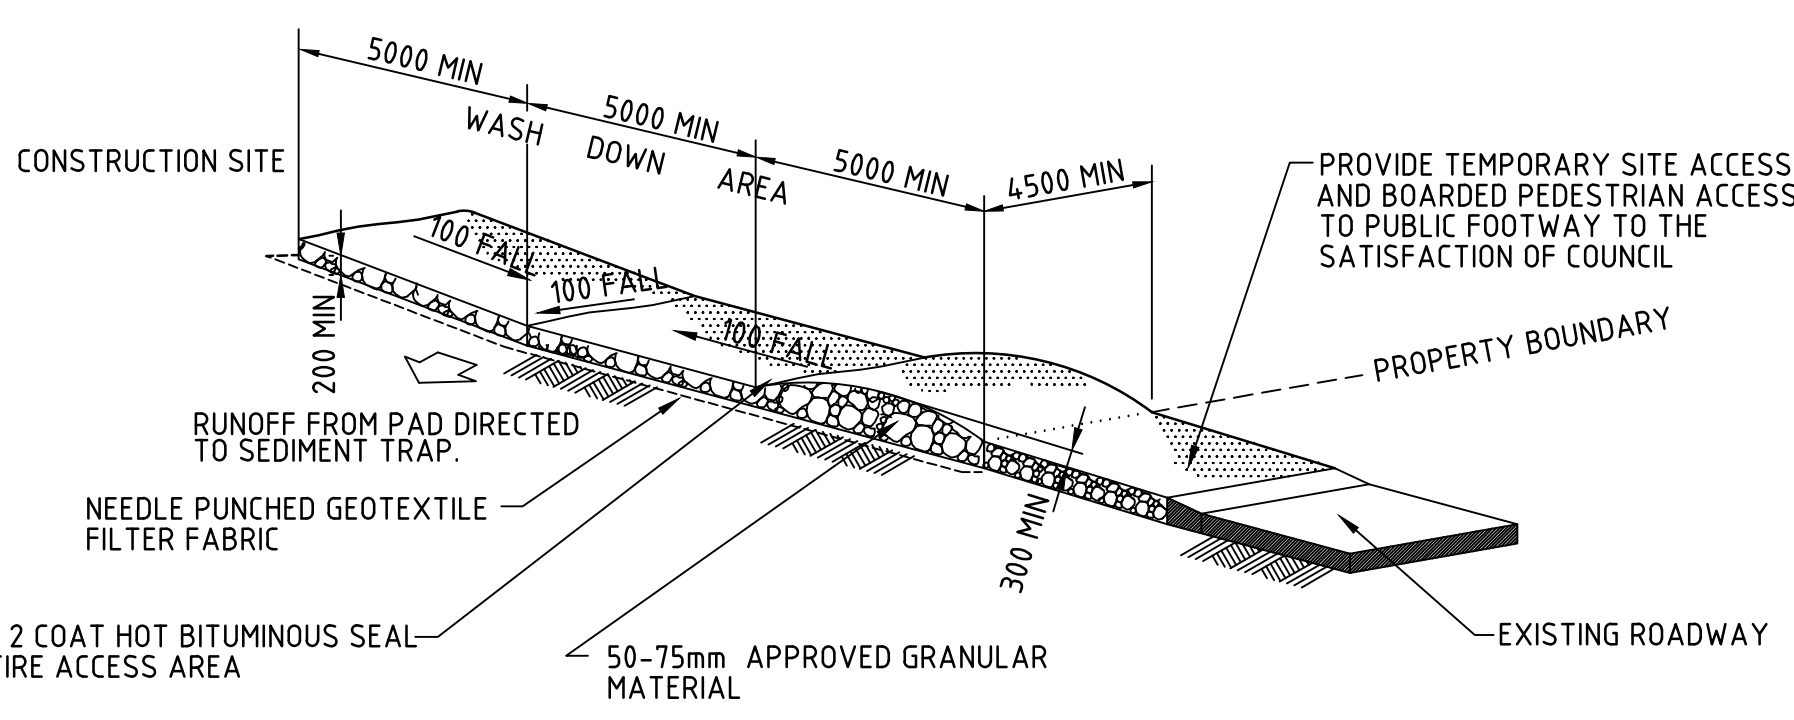 5000 MIN
5000 MIN
5000 MIN
4500 MIN
WASH
DOWN
AREA
CONSTRUCTION SITE
PROVIDE TEMPORARY SITE ACCESS
AND BOARDED PEDESTRIAN ACCESS
TO PUBLIC FOOTWAY TO THE
SATISFACTION OF COUNCIL
100 FALL
100 FALL
100 FALL
200 MIN
PROPERTY BOUNDARY
RUNOFF FROM PAD DIRECTED
TO SEDIMENT TRAP.
NEEDLE PUNCHED GEOTEXTILE
FILTER FABRIC
300 MIN
2 COAT HOT BITUMINOUS SEAL
ACCESS AREA
50-75mm APPROVED GRANULAR
MATERIAL
EXISTING ROADWAY